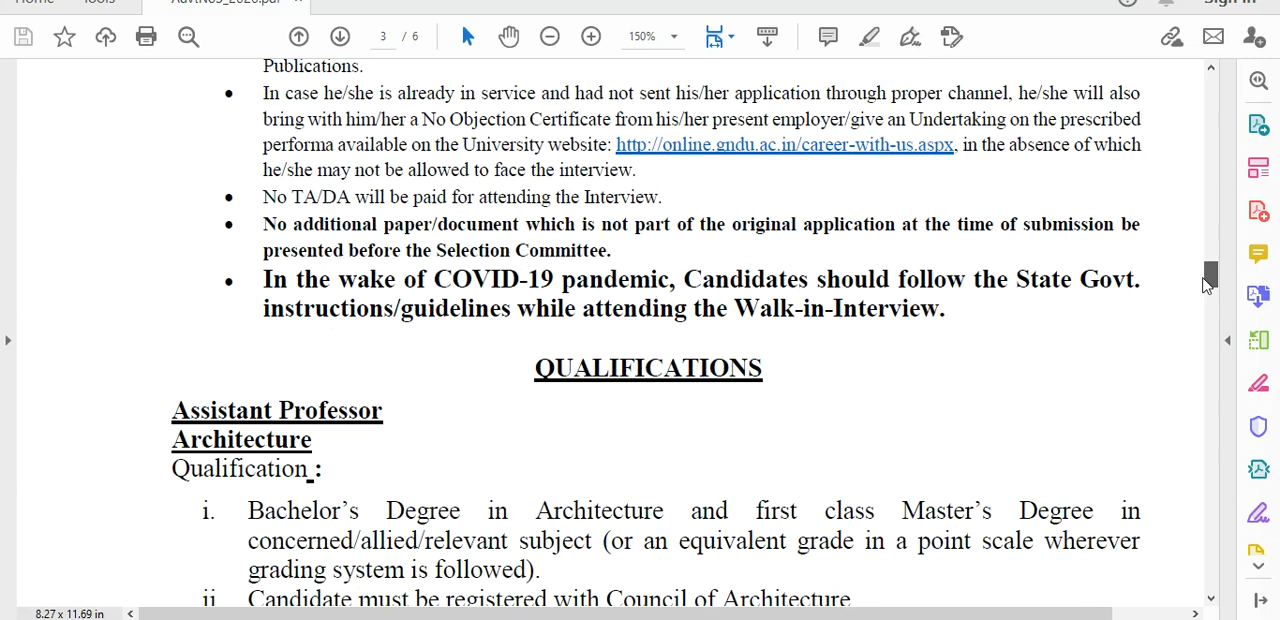 3 / 6
150%
Publications.
• In case he/she is already in service and had not sent his/her application through proper channel, he/she will also
bring with him/her a No Objection Certificate from his/her present employer/give an Undertaking on the prescribed
performa available on the University website: http://online.gndu.ac.in/career-with-us.aspx, in the absence of which
he/she may not be allowed to face the interview.
• No TA/DA will be paid for attending the Interview.
• No additional paper/document which is not part of the original application at the time of submission be
presented before the Selection Committee.
• In the wake of COVID-19 pandemic, Candidates should follow the State Govt.
instructions/guidelines while attending the Walk-in-Interview.
QUALIFICATIONS
Assistant Professor
Architecture
Qualification :
i. Bachelor's Degree in Architecture and first class Master's Degree in
concerned/allied/relevant subject (or an equivalent grade in a point scale wherever
grading system is followed).
ii Candidate must be registered with Council of Architecture
8.27 x 11.69 in